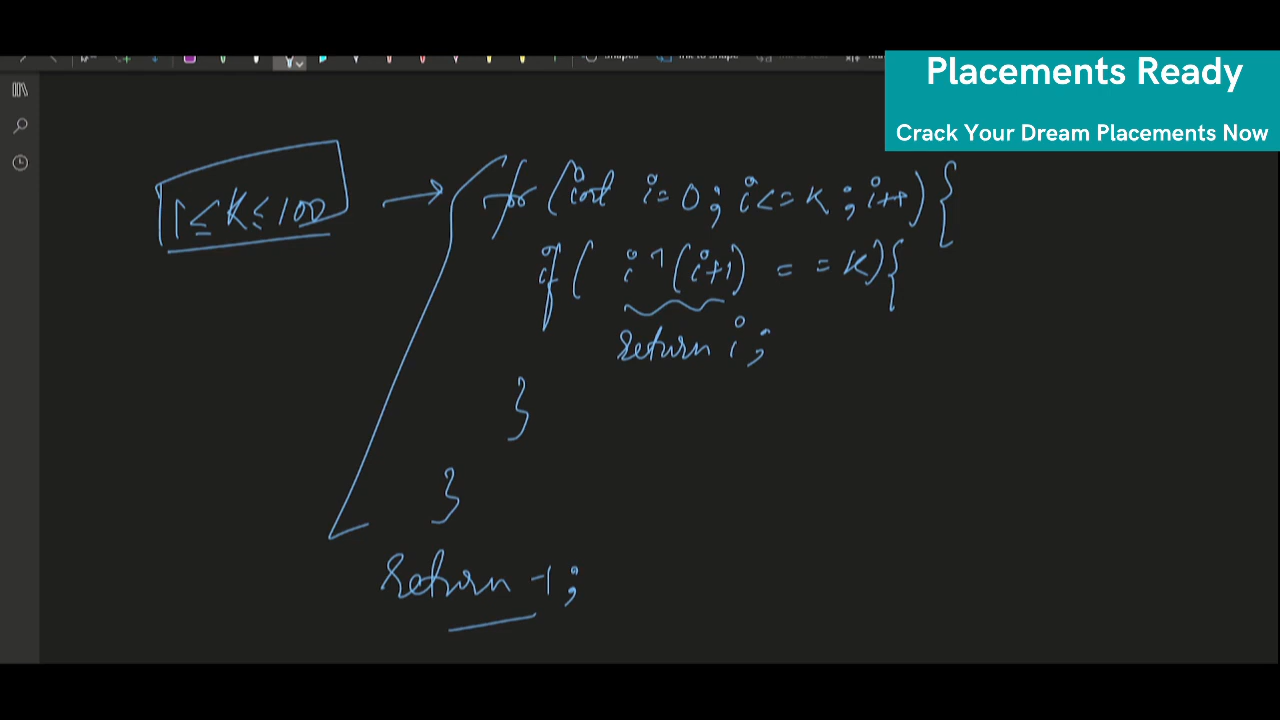 Placements Ready
Crack Your Dream Placements Now
1 ≤ K ≤ 100
for (int i=0; i<=K; i++) {
if ( i ^ (i+1) == K) {
return i;
}
}
return -1;